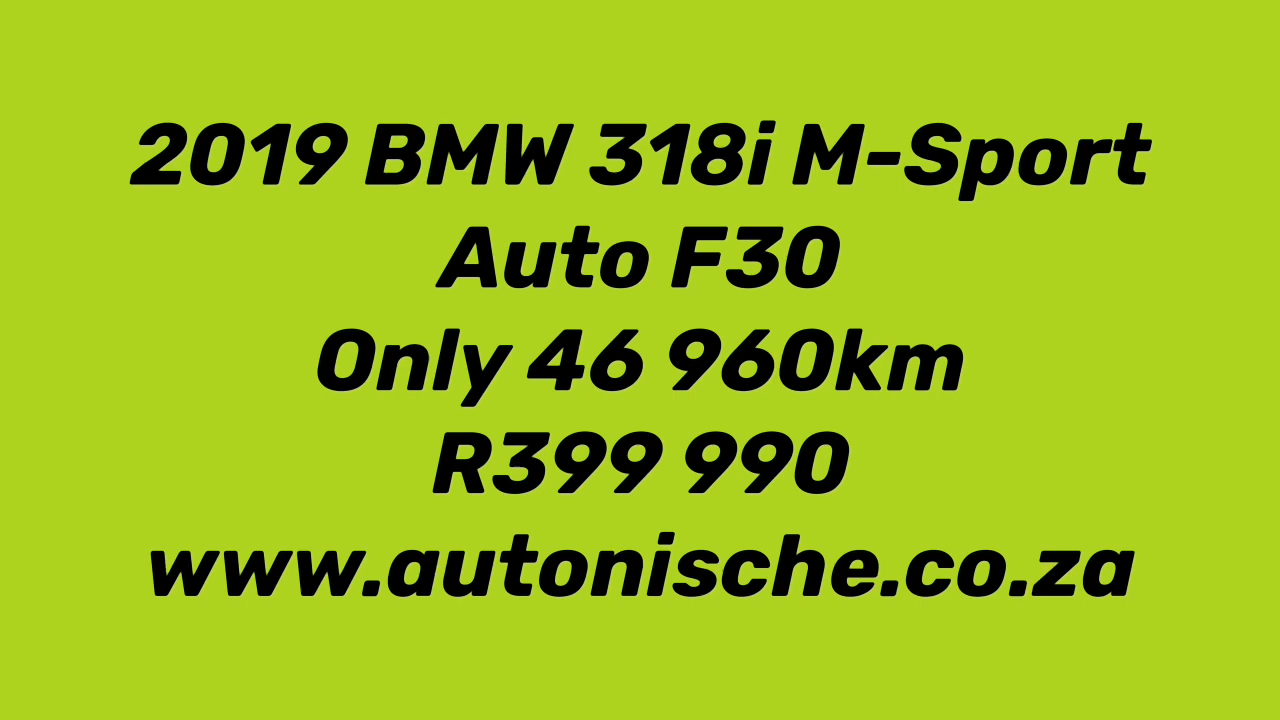 2019 BMW 318i M-Sport
Auto F30
Only 46 960km
R399 990
www.autonische.co.za